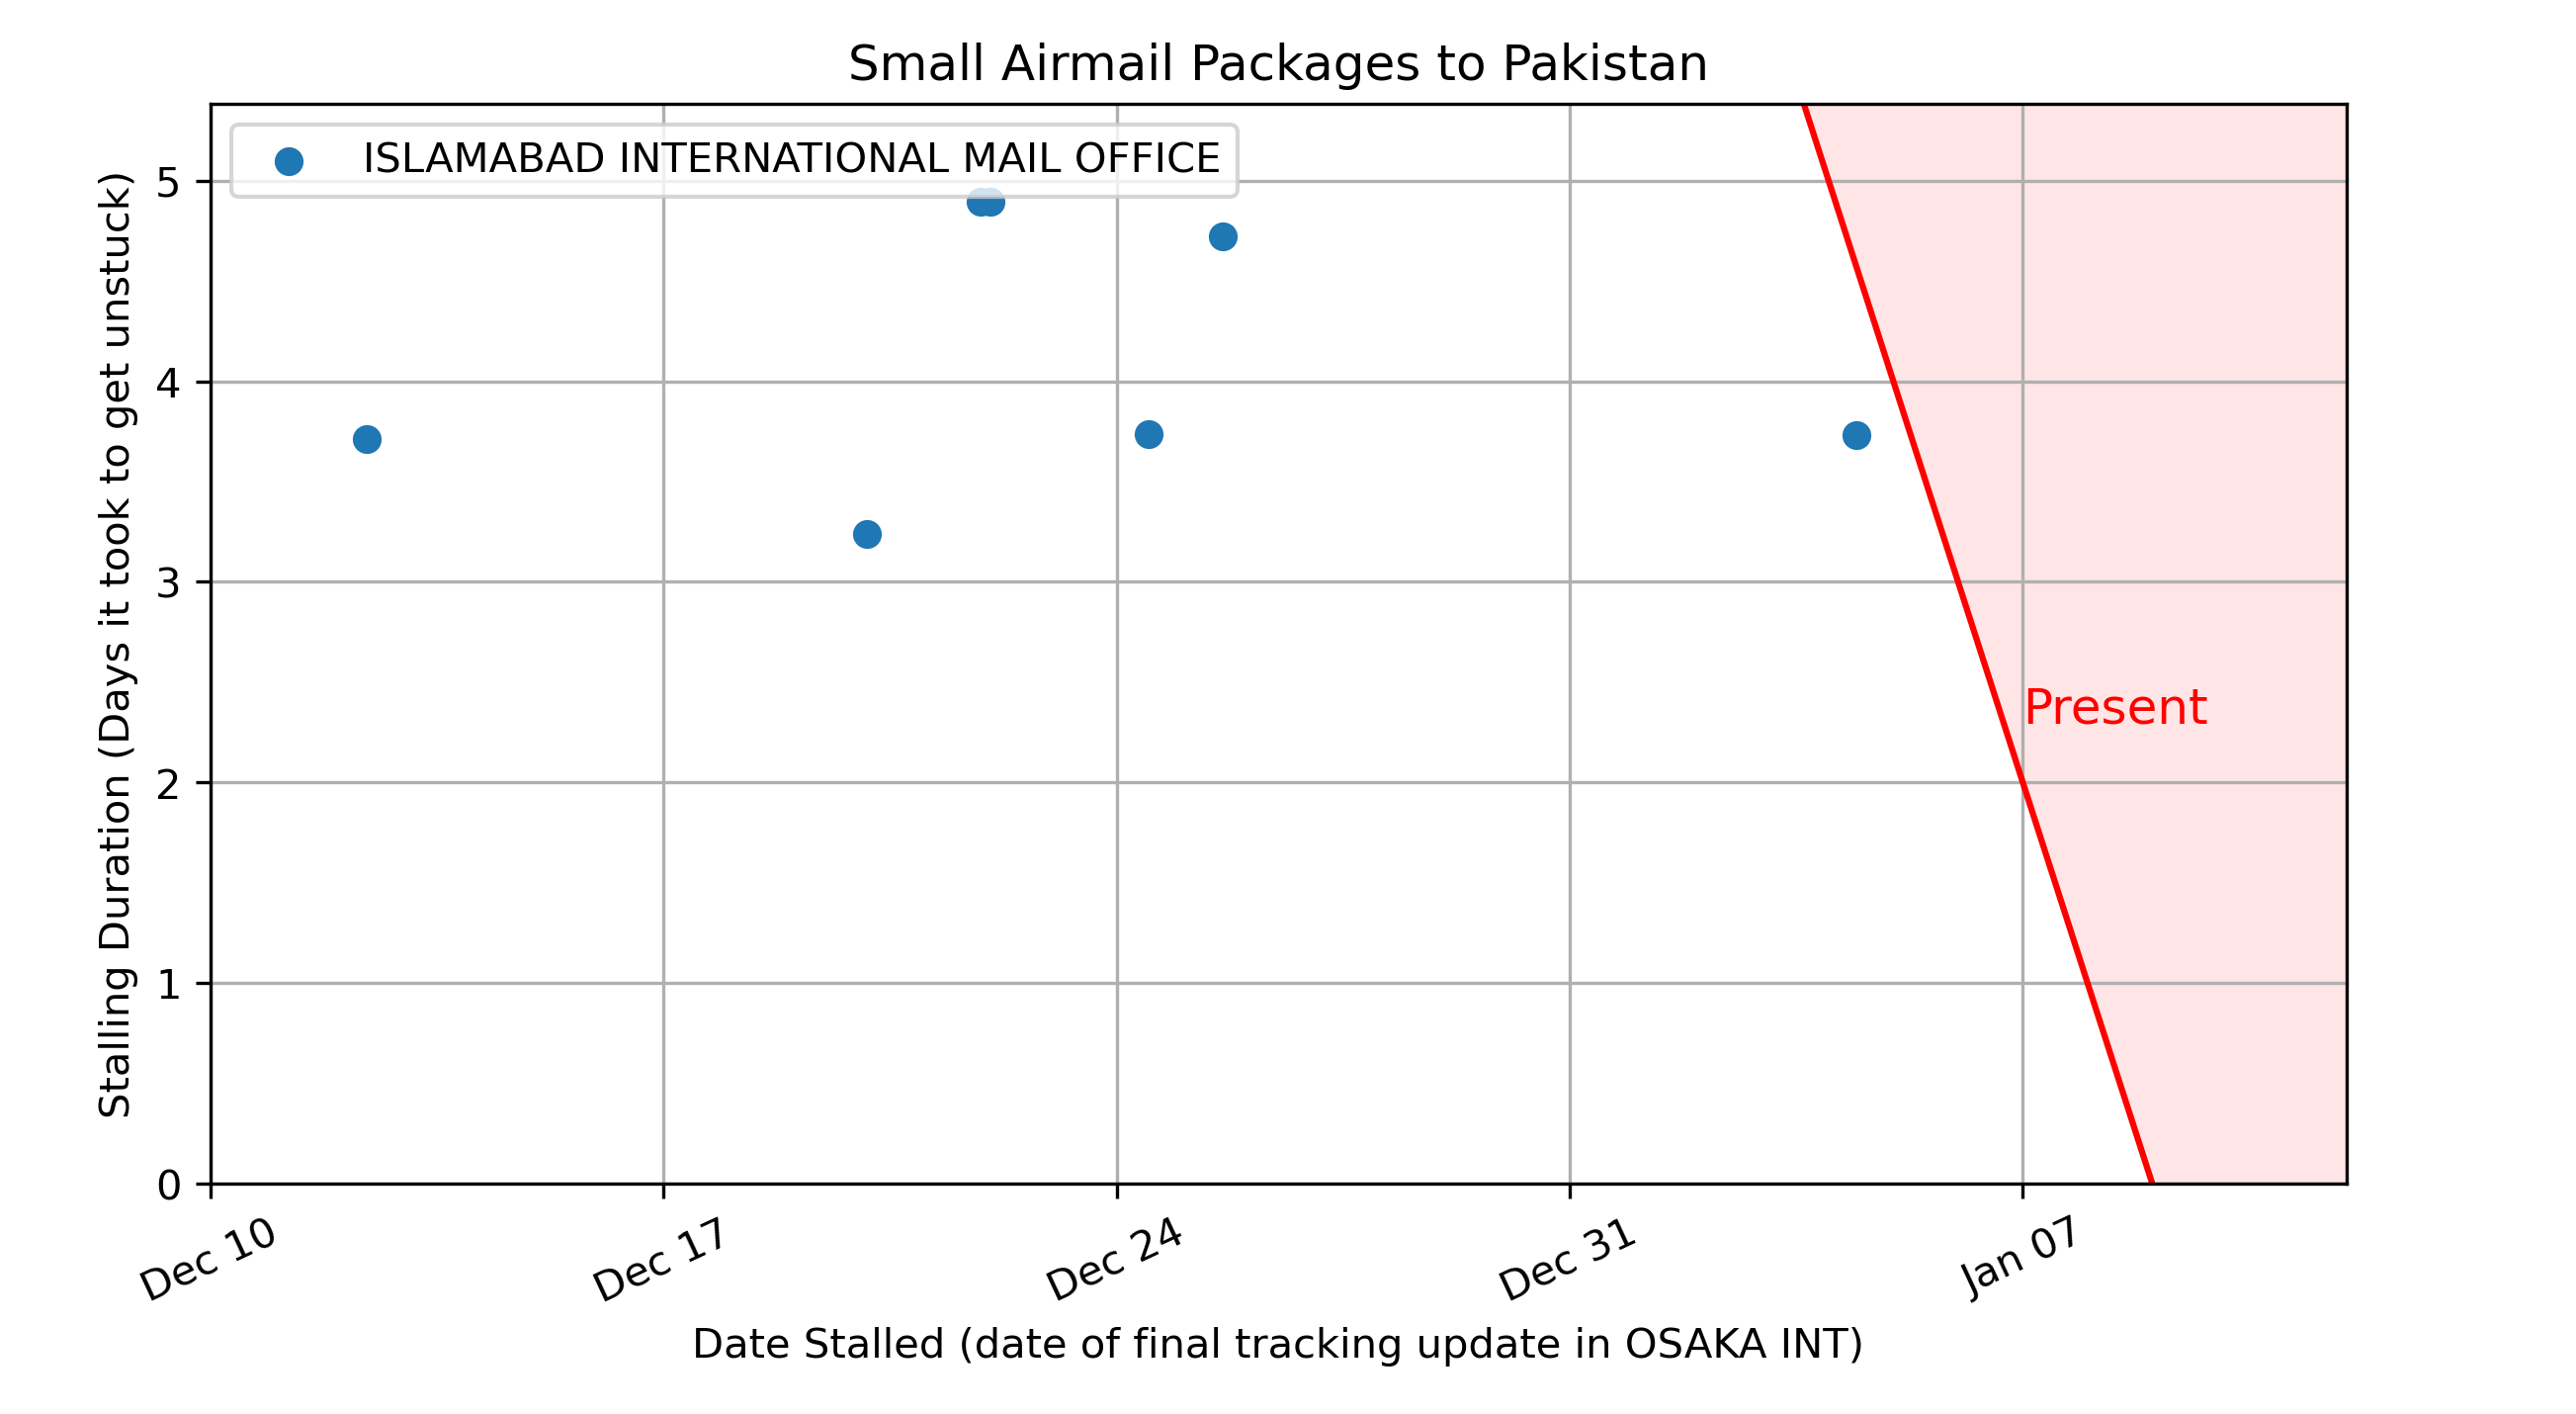 Small Airmail Packages to Pakistan
ISLAMABAD INTERNATIONAL MAIL OFFICE
Stalling Duration (Days it took to get unstuck)
5
4
3
2
1
0
Present
Dec 10
Dec 17
Dec 24
Dec 31
Jan 07
Date Stalled (date of final tracking update in OSAKA INT)